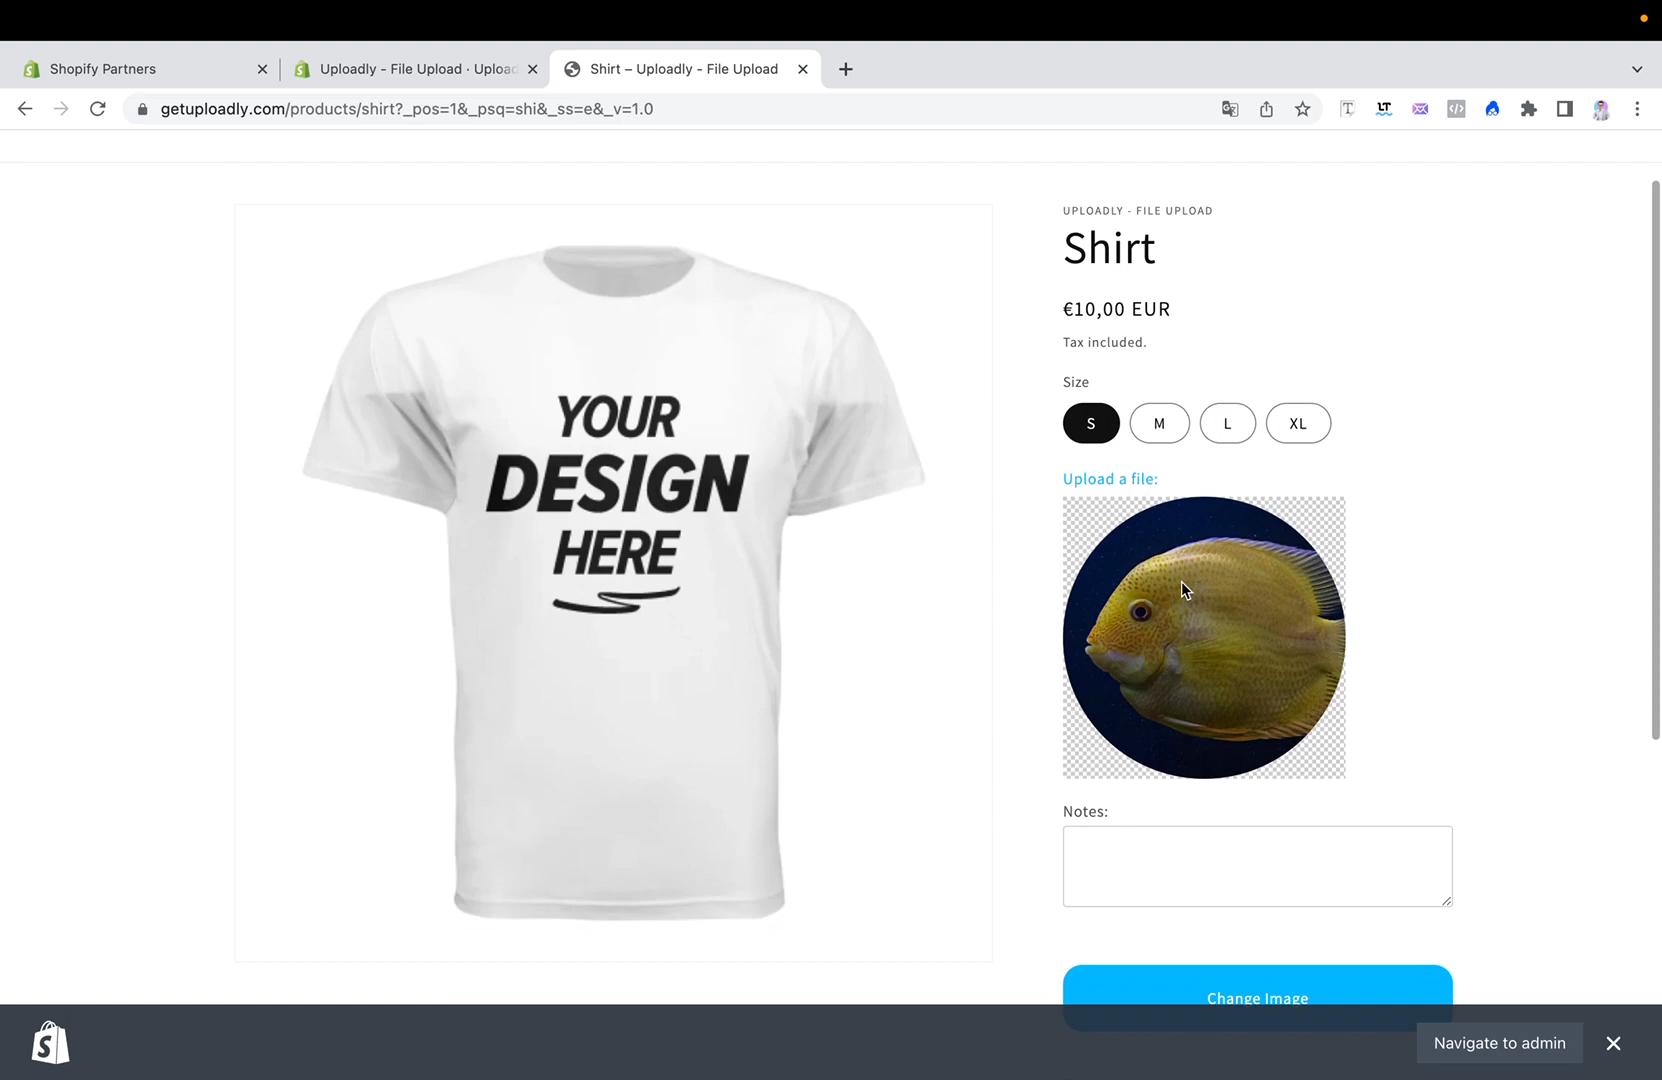 Shopify Partners
Uploadly - File Upload · Upload
Shirt – Uploadly - File Upload
getuploadly.com/products/shirt?_pos=1&_psq=shi&_ss=e&_v=1.0
T
LT
</>
YOUR
DESIGN
HERE
UPLOADLY - FILE UPLOAD
Shirt
€10,00 EUR
Tax included.
Size
S
M
L
XL
Upload a file:
Notes:
Change Image
S
Navigate to admin